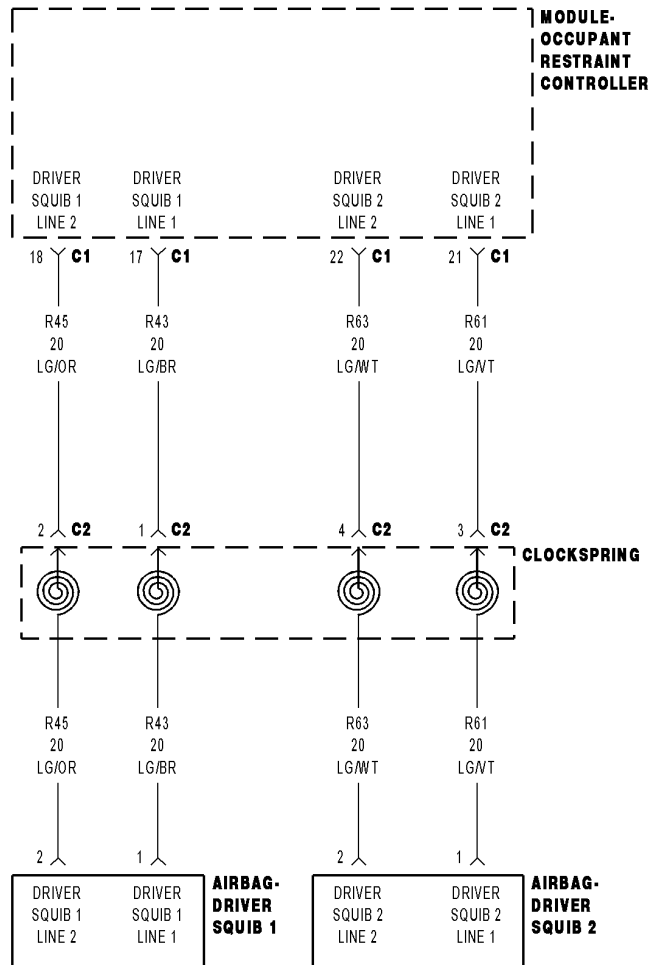 MODULE-
OCCUPANT
RESTRAINT
CONTROLLER
DRIVER
SQUIB 1
LINE 2
DRIVER
SQUIB 1
LINE 1
DRIVER
SQUIB 2
LINE 2
DRIVER
SQUIB 2
LINE 1
18 C1
17 C1
22 C1
21 C1
R45
20
LG/OR
R43
20
LG/BR
R63
20
LG/WT
R61
20
LG/VT
2 C2
1 C2
4 C2
3 C2
CLOCKSPRING
R45
20
LG/OR
R43
20
LG/BR
R63
20
LG/WT
R61
20
LG/VT
2
1
2
1
DRIVER
SQUIB 1
LINE 2
DRIVER
SQUIB 1
LINE 1
AIRBAG-
DRIVER
SQUIB 1
DRIVER
SQUIB 2
LINE 2
DRIVER
SQUIB 2
LINE 1
AIRBAG-
DRIVER
SQUIB 2